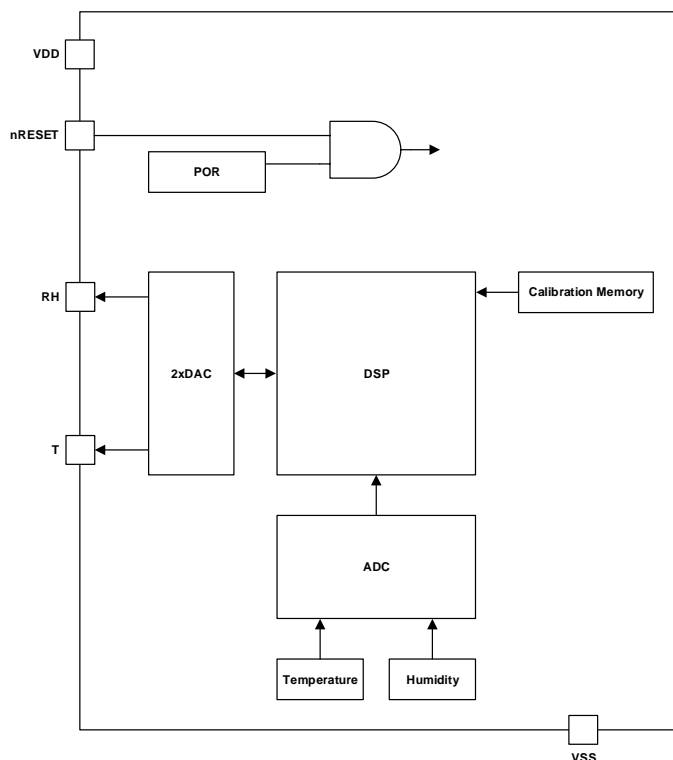 VDD
nRESET
POR
RH
Calibration Memory
2xDAC
DSP
T
ADC
Temperature
Humidity
VSS